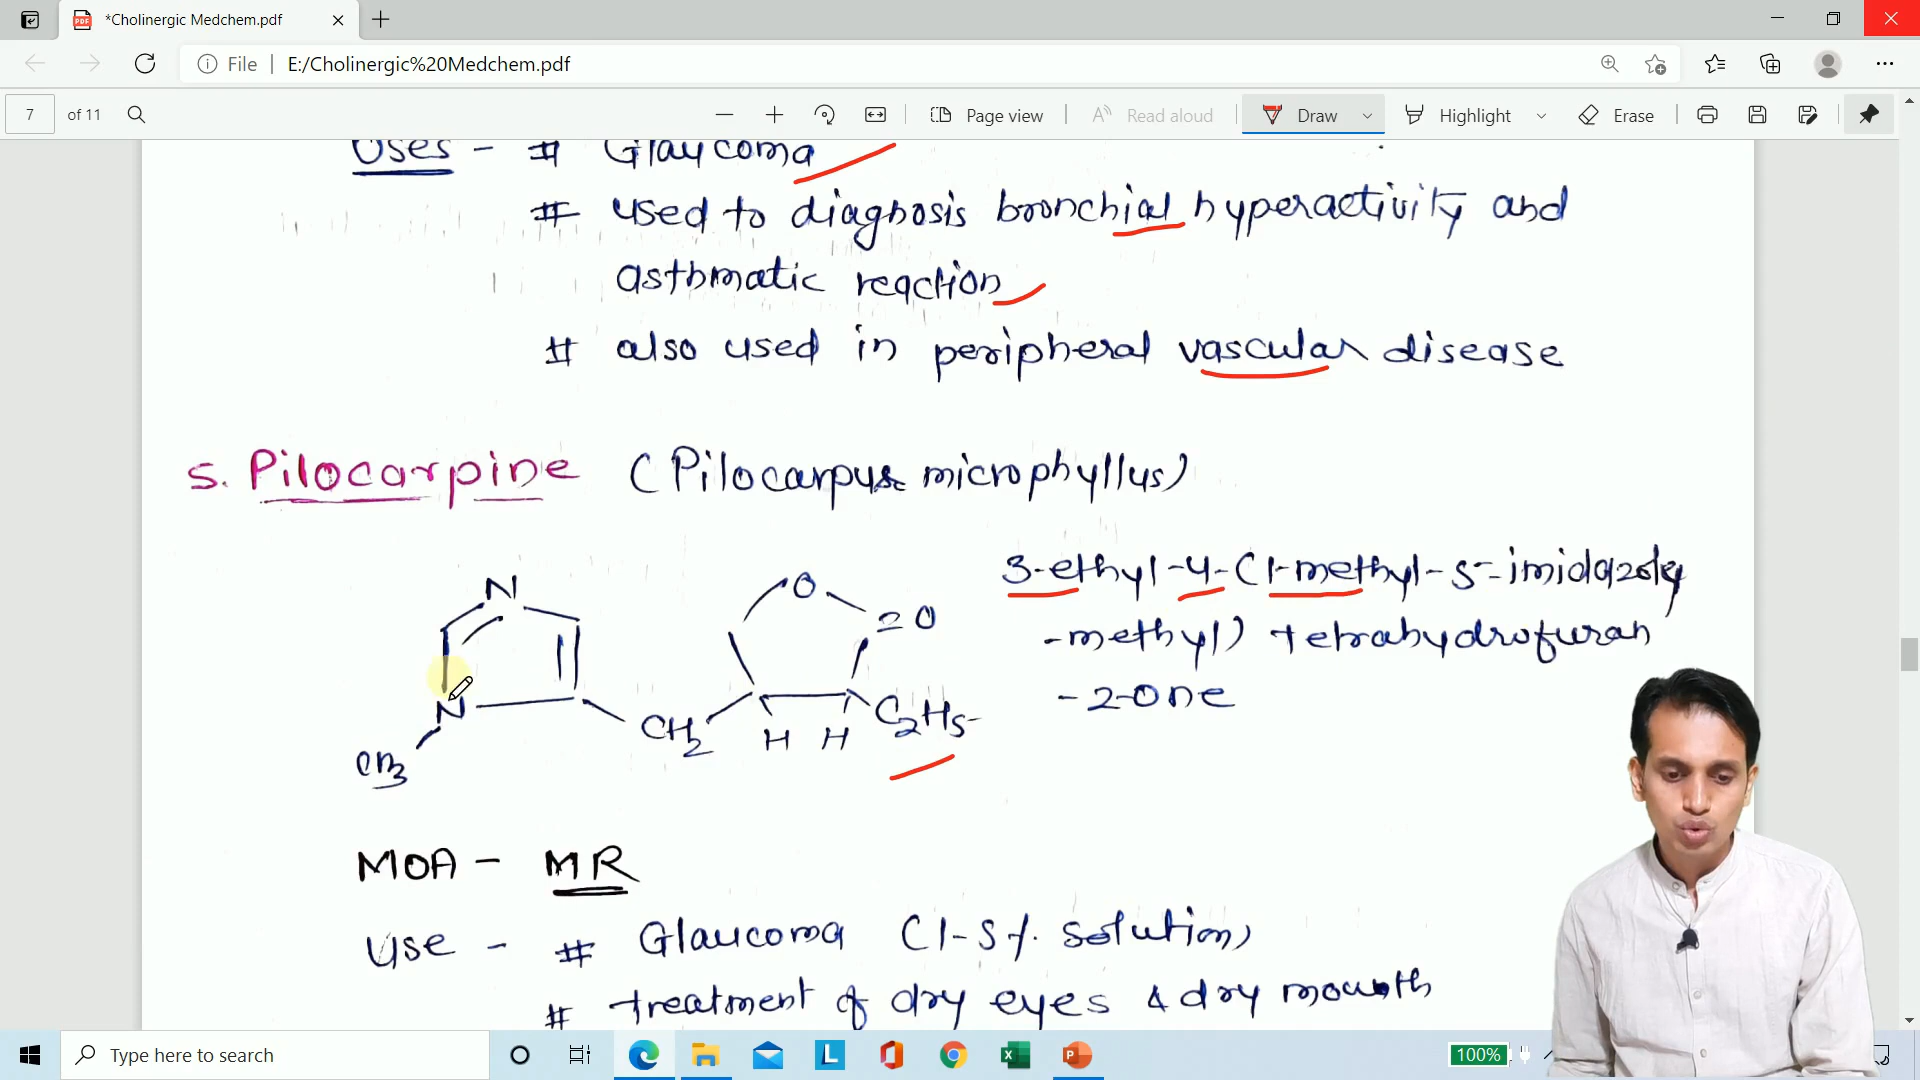 *Cholinergic Medchem.pdf
File | E:/Cholinergic%20Medchem.pdf
7 of 11
Page view
Read aloud
Draw
Highlight
Erase
Uses - # Glaucoma
# used to diagnosis bronchial hyperactivity and
asthmatic reaction
# also used in peripheral vascular disease
5. Pilocarpine (Pilocarpus microphyllus)
3-ethyl-4-(1-methyl-5-imidazolyl
-methyl) tetrahydrofuran
-2-one
N
O
=O
N
CH3
CH2
H
H
C2H5
MOA - MR
Use - # Glaucoma (1-5% solution)
# treatment of dry eyes & dry mouth
Type here to search
100%